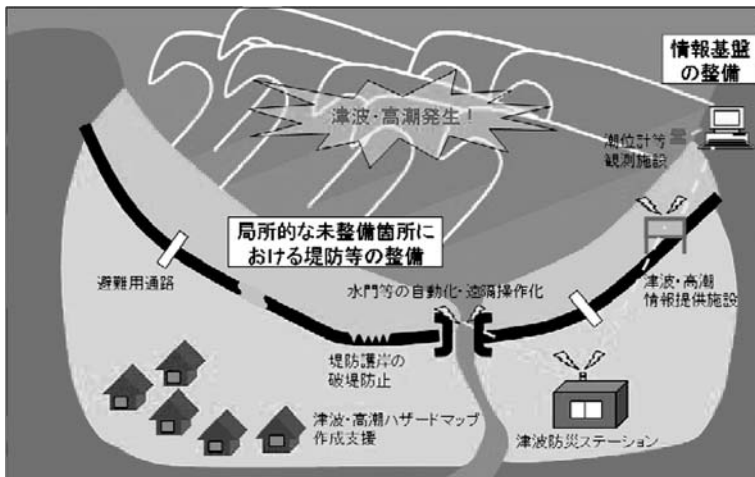 情報基盤
の整備
津波・高潮発生！
潮位計等
観測施設
局所的な未整備箇所に
おける堤防等の整備
避難用通路
水門等の自動化・遠隔操作化
津波・高潮
情報提供施設
堤防護岸の
破堤防止
津波・高潮ハザードマップ
作成支援
津波防災ステーション